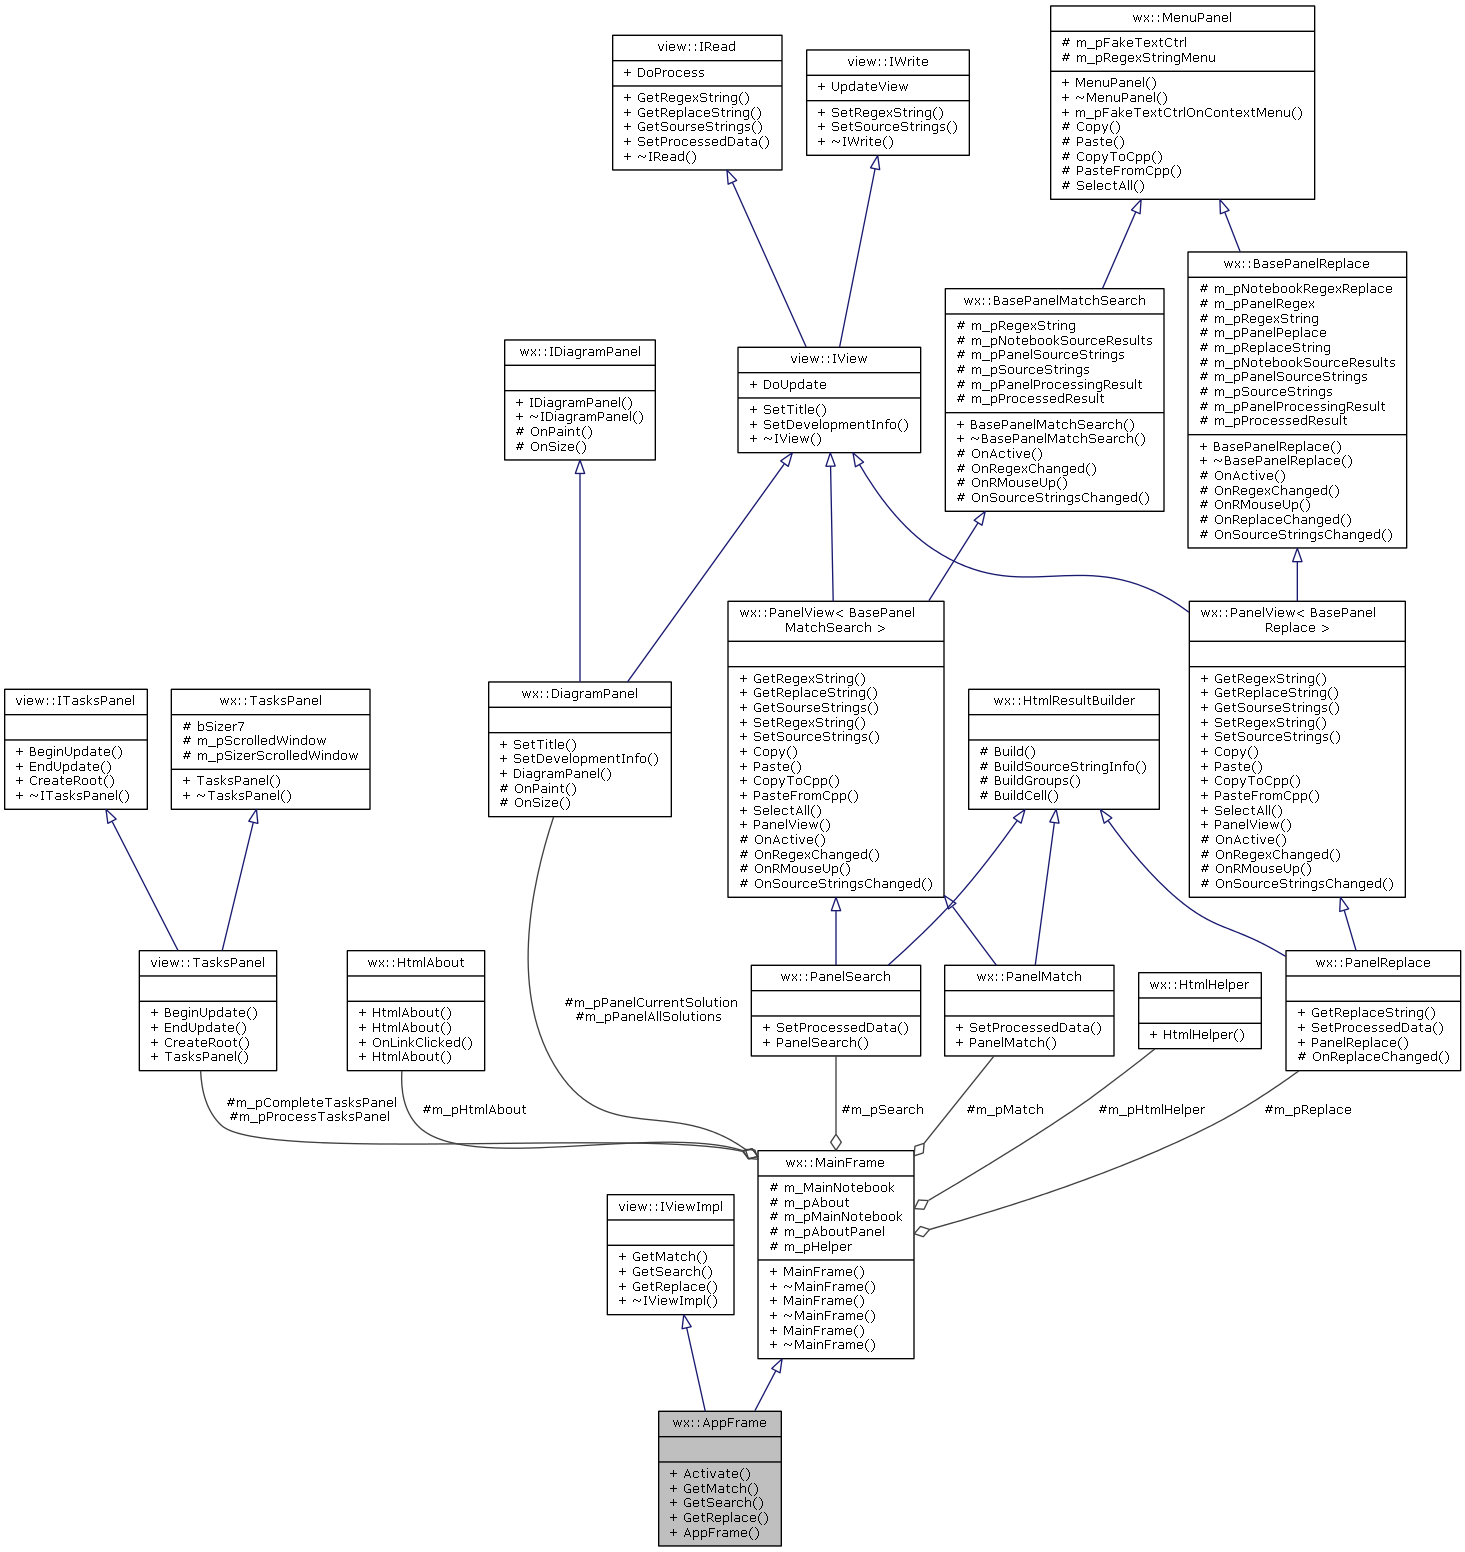 wx::MenuPanel
# m_pFakeTextCtrl
# m_pRegexStringMenu
+ MenuPanel()
+ ~MenuPanel()
+ m_pFakeTextCtrlOnContextMenu()
# Copy()
# Paste()
# CopyToCpp()
# PasteFromCpp()
# SelectAll()
view::IRead
+ DoProcess
+ GetRegexString()
+ GetReplaceString()
+ GetSourseStrings()
+ SetProcessedData()
+ ~IRead()
view::IWrite
+ UpdateView
+ SetRegexString()
+ SetSourceStrings()
+ ~IWrite()
wx::BasePanelReplace
# m_pNotebookRegexReplace
# m_pPanelRegex
# m_pRegexString
# m_pPanelPeplace
# m_pReplaceString
# m_pNotebookSourceResults
# m_pPanelSourceStrings
# m_pSourceStrings
# m_pPanelProcessingResult
# m_pProcessedResult
+ BasePanelReplace()
+ ~BasePanelReplace()
# OnActive()
# OnRegexChanged()
# OnRMouseUp()
# OnReplaceChanged()
# OnSourceStringsChanged()
wx::BasePanelMatchSearch
# m_pRegexString
# m_pNotebookSourceResults
# m_pPanelSourceStrings
# m_pSourceStrings
# m_pPanelProcessingResult
# m_pProcessedResult
+ BasePanelMatchSearch()
+ ~BasePanelMatchSearch()
# OnActive()
# OnRegexChanged()
# OnRMouseUp()
# OnSourceStringsChanged()
wx::IDiagramPanel
+ IDiagramPanel()
+ ~IDiagramPanel()
# OnPaint()
# OnSize()
view::IView
+ DoUpdate
+ SetTitle()
+ SetDevelopmentInfo()
+ ~IView()
wx::PanelView< BasePanel
MatchSearch >
+ GetRegexString()
+ GetReplaceString()
+ GetSourseStrings()
+ SetRegexString()
+ SetSourceStrings()
+ Copy()
+ Paste()
+ CopyToCpp()
+ PasteFromCpp()
+ SelectAll()
+ PanelView()
# OnActive()
# OnRegexChanged()
# OnRMouseUp()
# OnSourceStringsChanged()
wx::PanelView< BasePanel
Replace >
+ GetRegexString()
+ GetReplaceString()
+ GetSourseStrings()
+ SetRegexString()
+ SetSourceStrings()
+ Copy()
+ Paste()
+ CopyToCpp()
+ PasteFromCpp()
+ SelectAll()
+ PanelView()
# OnActive()
# OnRegexChanged()
# OnRMouseUp()
# OnSourceStringsChanged()
view::ITasksPanel
+ BeginUpdate()
+ EndUpdate()
+ CreateRoot()
+ ~ITasksPanel()
wx::TasksPanel
# bSizer7
# m_pScrolledWindow
# m_pSizerScrolledWindow
+ TasksPanel()
+ ~TasksPanel()
wx::DiagramPanel
+ SetTitle()
+ SetDevelopmentInfo()
+ DiagramPanel()
# OnPaint()
# OnSize()
wx::HtmlResultBuilder
# Build()
# BuildSourceStringInfo()
# BuildGroups()
# BuildCell()
view::TasksPanel
+ BeginUpdate()
+ EndUpdate()
+ CreateRoot()
+ TasksPanel()
wx::HtmlAbout
+ HtmlAbout()
+ HtmlAbout()
+ OnLinkClicked()
+ HtmlAbout()
#m_pPanelCurrentSolution
#m_pPanelAllSolutions
wx::PanelSearch
+ SetProcessedData()
+ PanelSearch()
wx::PanelMatch
+ SetProcessedData()
+ PanelMatch()
wx::HtmlHelper
+ HtmlHelper()
wx::PanelReplace
+ GetReplaceString()
+ SetProcessedData()
+ PanelReplace()
# OnReplaceChanged()
#m_pCompleteTasksPanel
#m_pProcessTasksPanel
#m_pHtmlAbout
#m_pSearch
#m_pMatch
#m_pHtmlHelper
#m_pReplace
wx::MainFrame
# m_MainNotebook
# m_pAbout
# m_pMainNotebook
# m_pAboutPanel
# m_pHelper
+ MainFrame()
+ ~MainFrame()
+ MainFrame()
+ ~MainFrame()
+ MainFrame()
+ ~MainFrame()
view::IViewImpl
+ GetMatch()
+ GetSearch()
+ GetReplace()
+ ~IViewImpl()
wx::AppFrame
+ Activate()
+ GetMatch()
+ GetSearch()
+ GetReplace()
+ AppFrame()